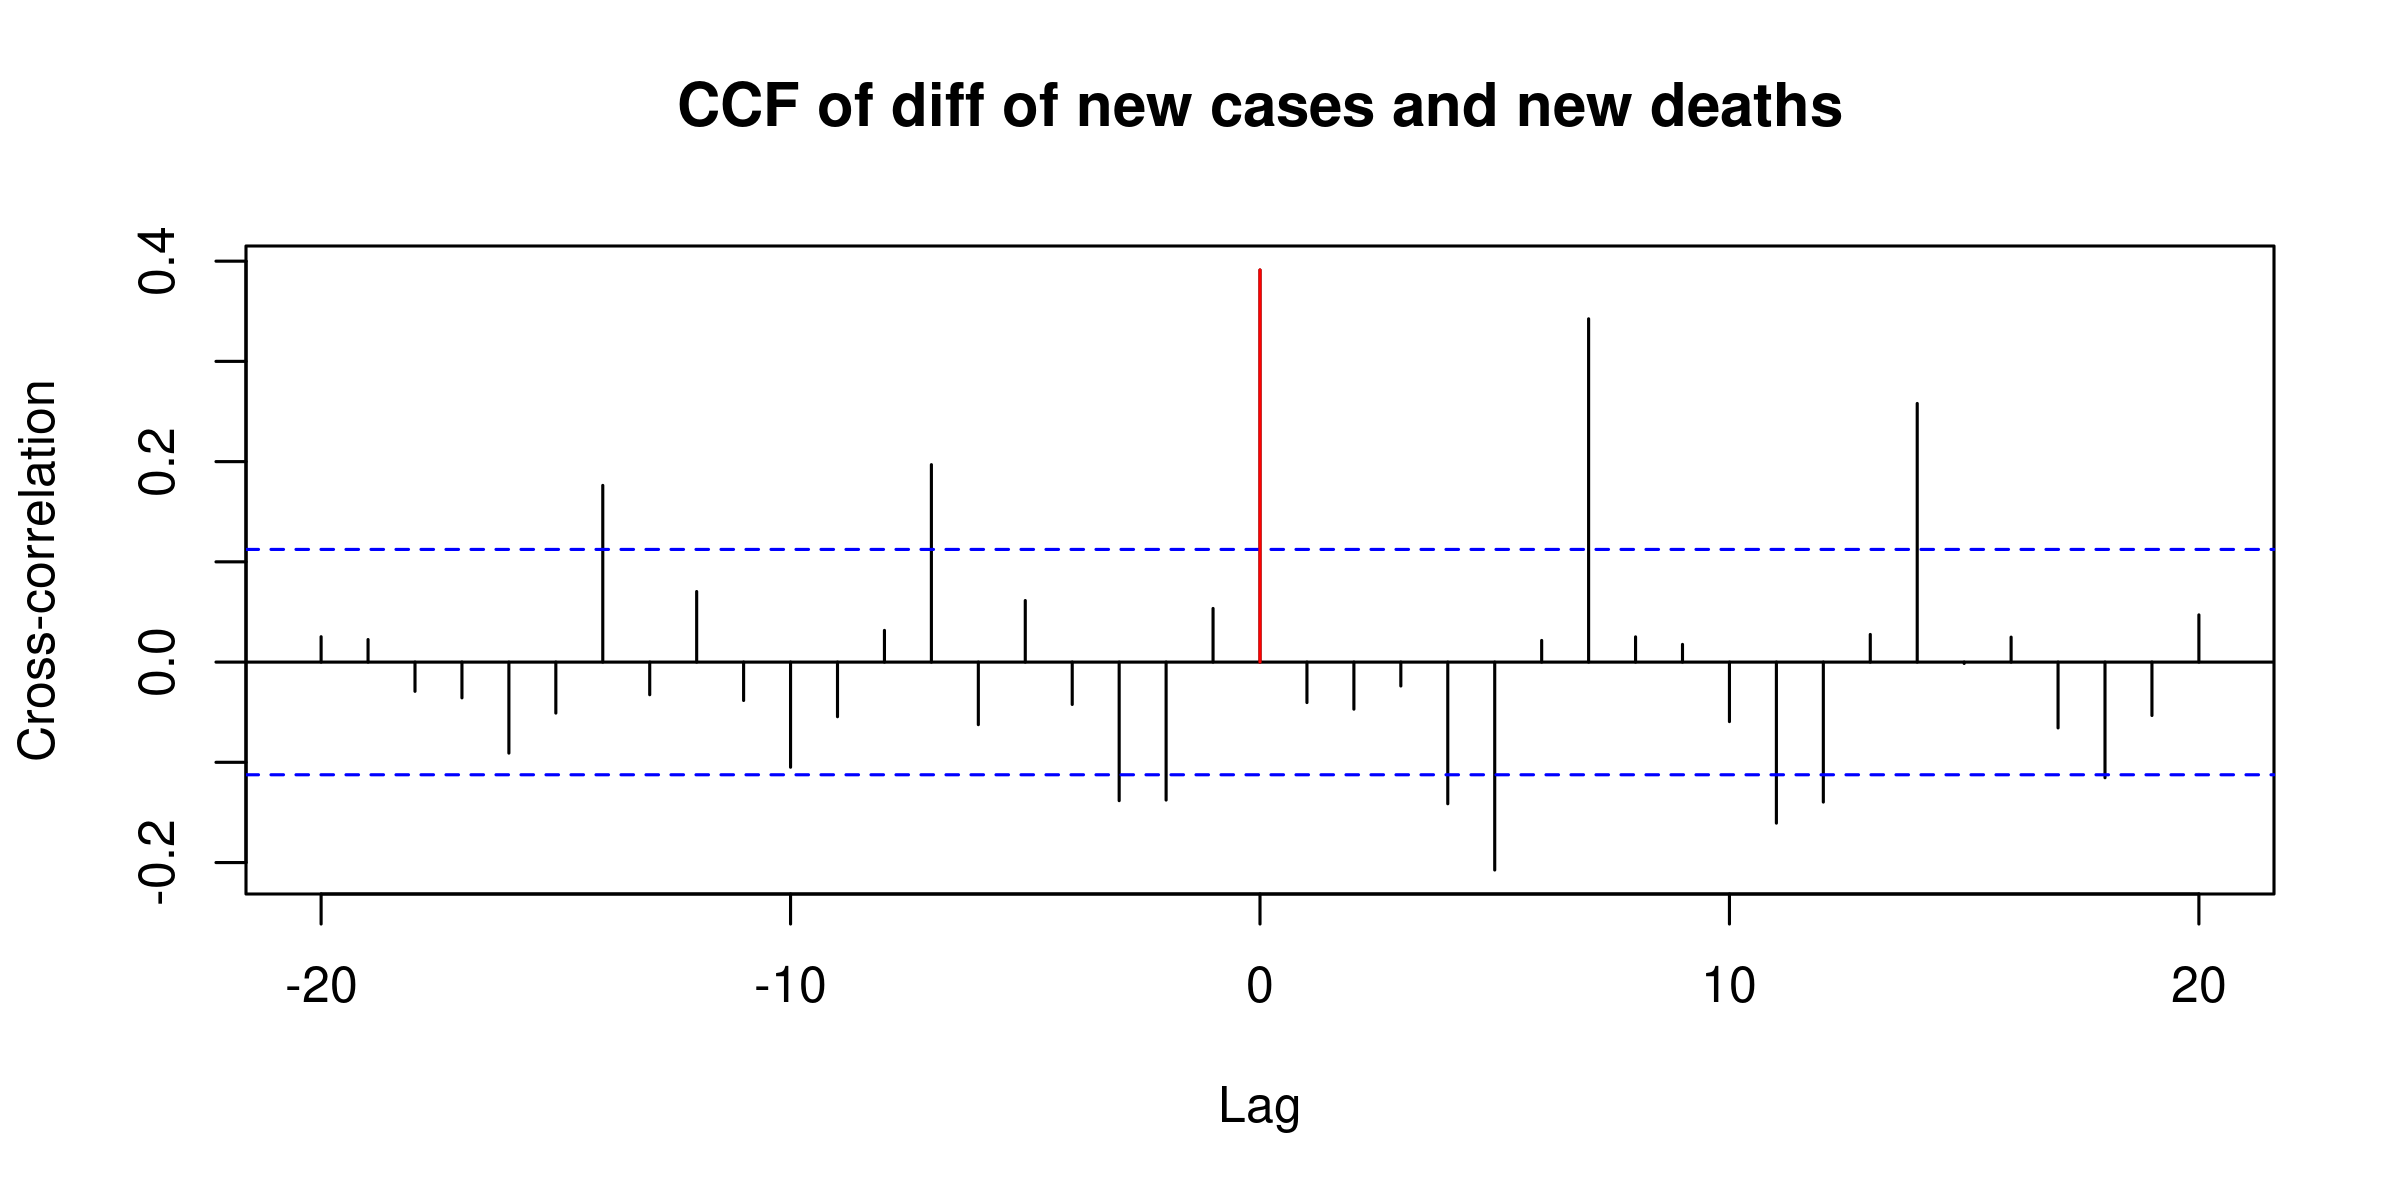 CCF of diff of new cases and new deaths
Cross-correlation
0.4
0.2
0.0
-0.2
-20 -10 0 10 20
Lag